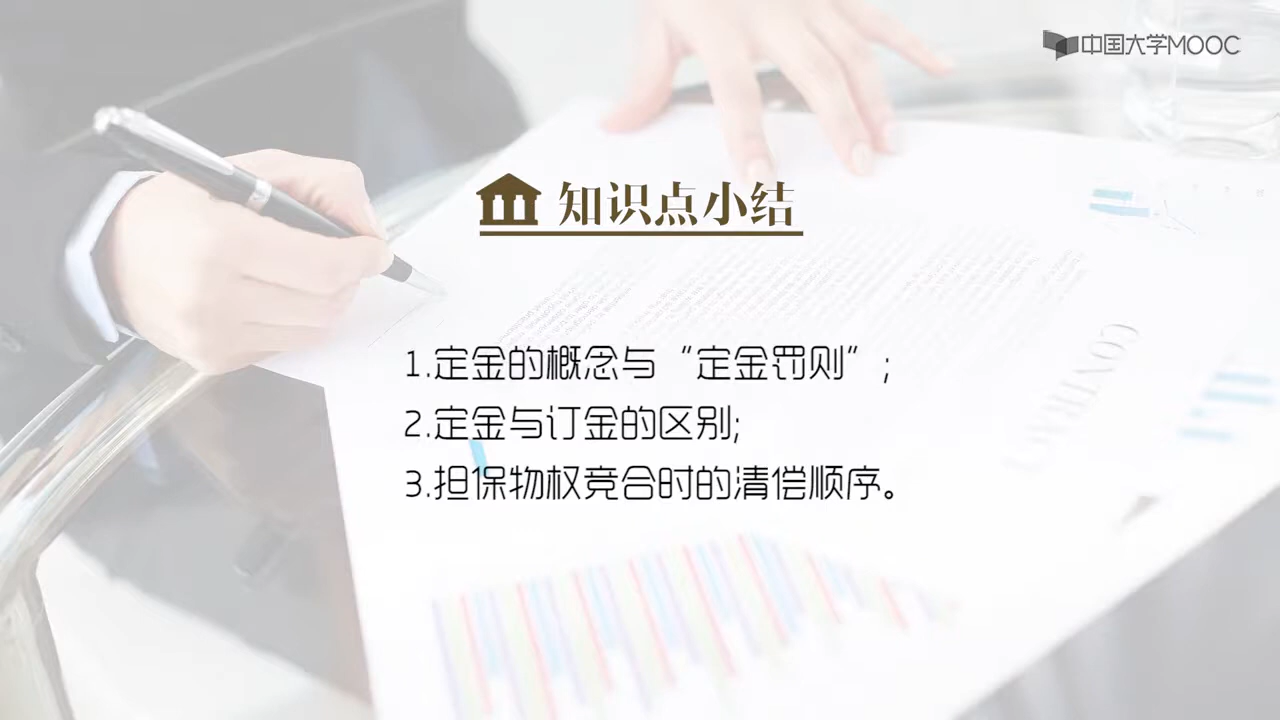 中国大学MOOC
知识点小结
1.定金的概念与“定金罚则”;
2.定金与订金的区别;
3.担保物权竞合时的清偿顺序。